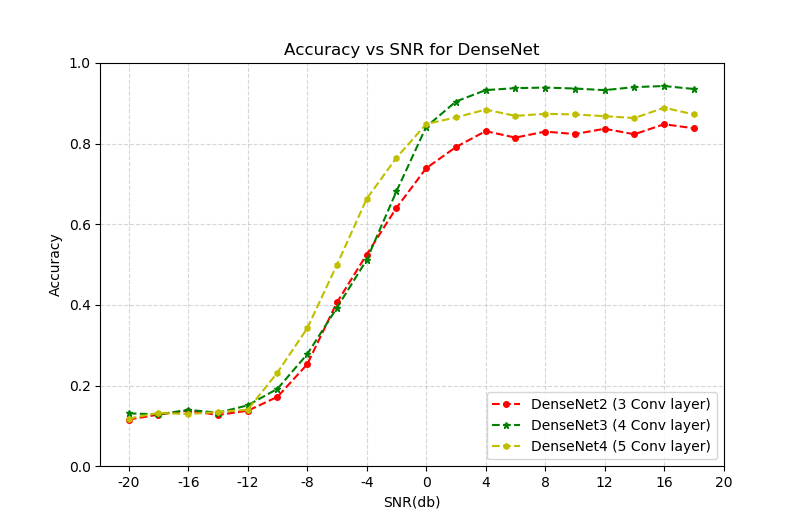 Accuracy vs SNR for DenseNet
1.0
0.8
0.6
0.4
0.2
0.0
Accuracy
-20 -16 -12 -8 -4 0 4 8 12 16 20
SNR(db)
DenseNet2 (3 Conv layer)
DenseNet3 (4 Conv layer)
DenseNet4 (5 Conv layer)